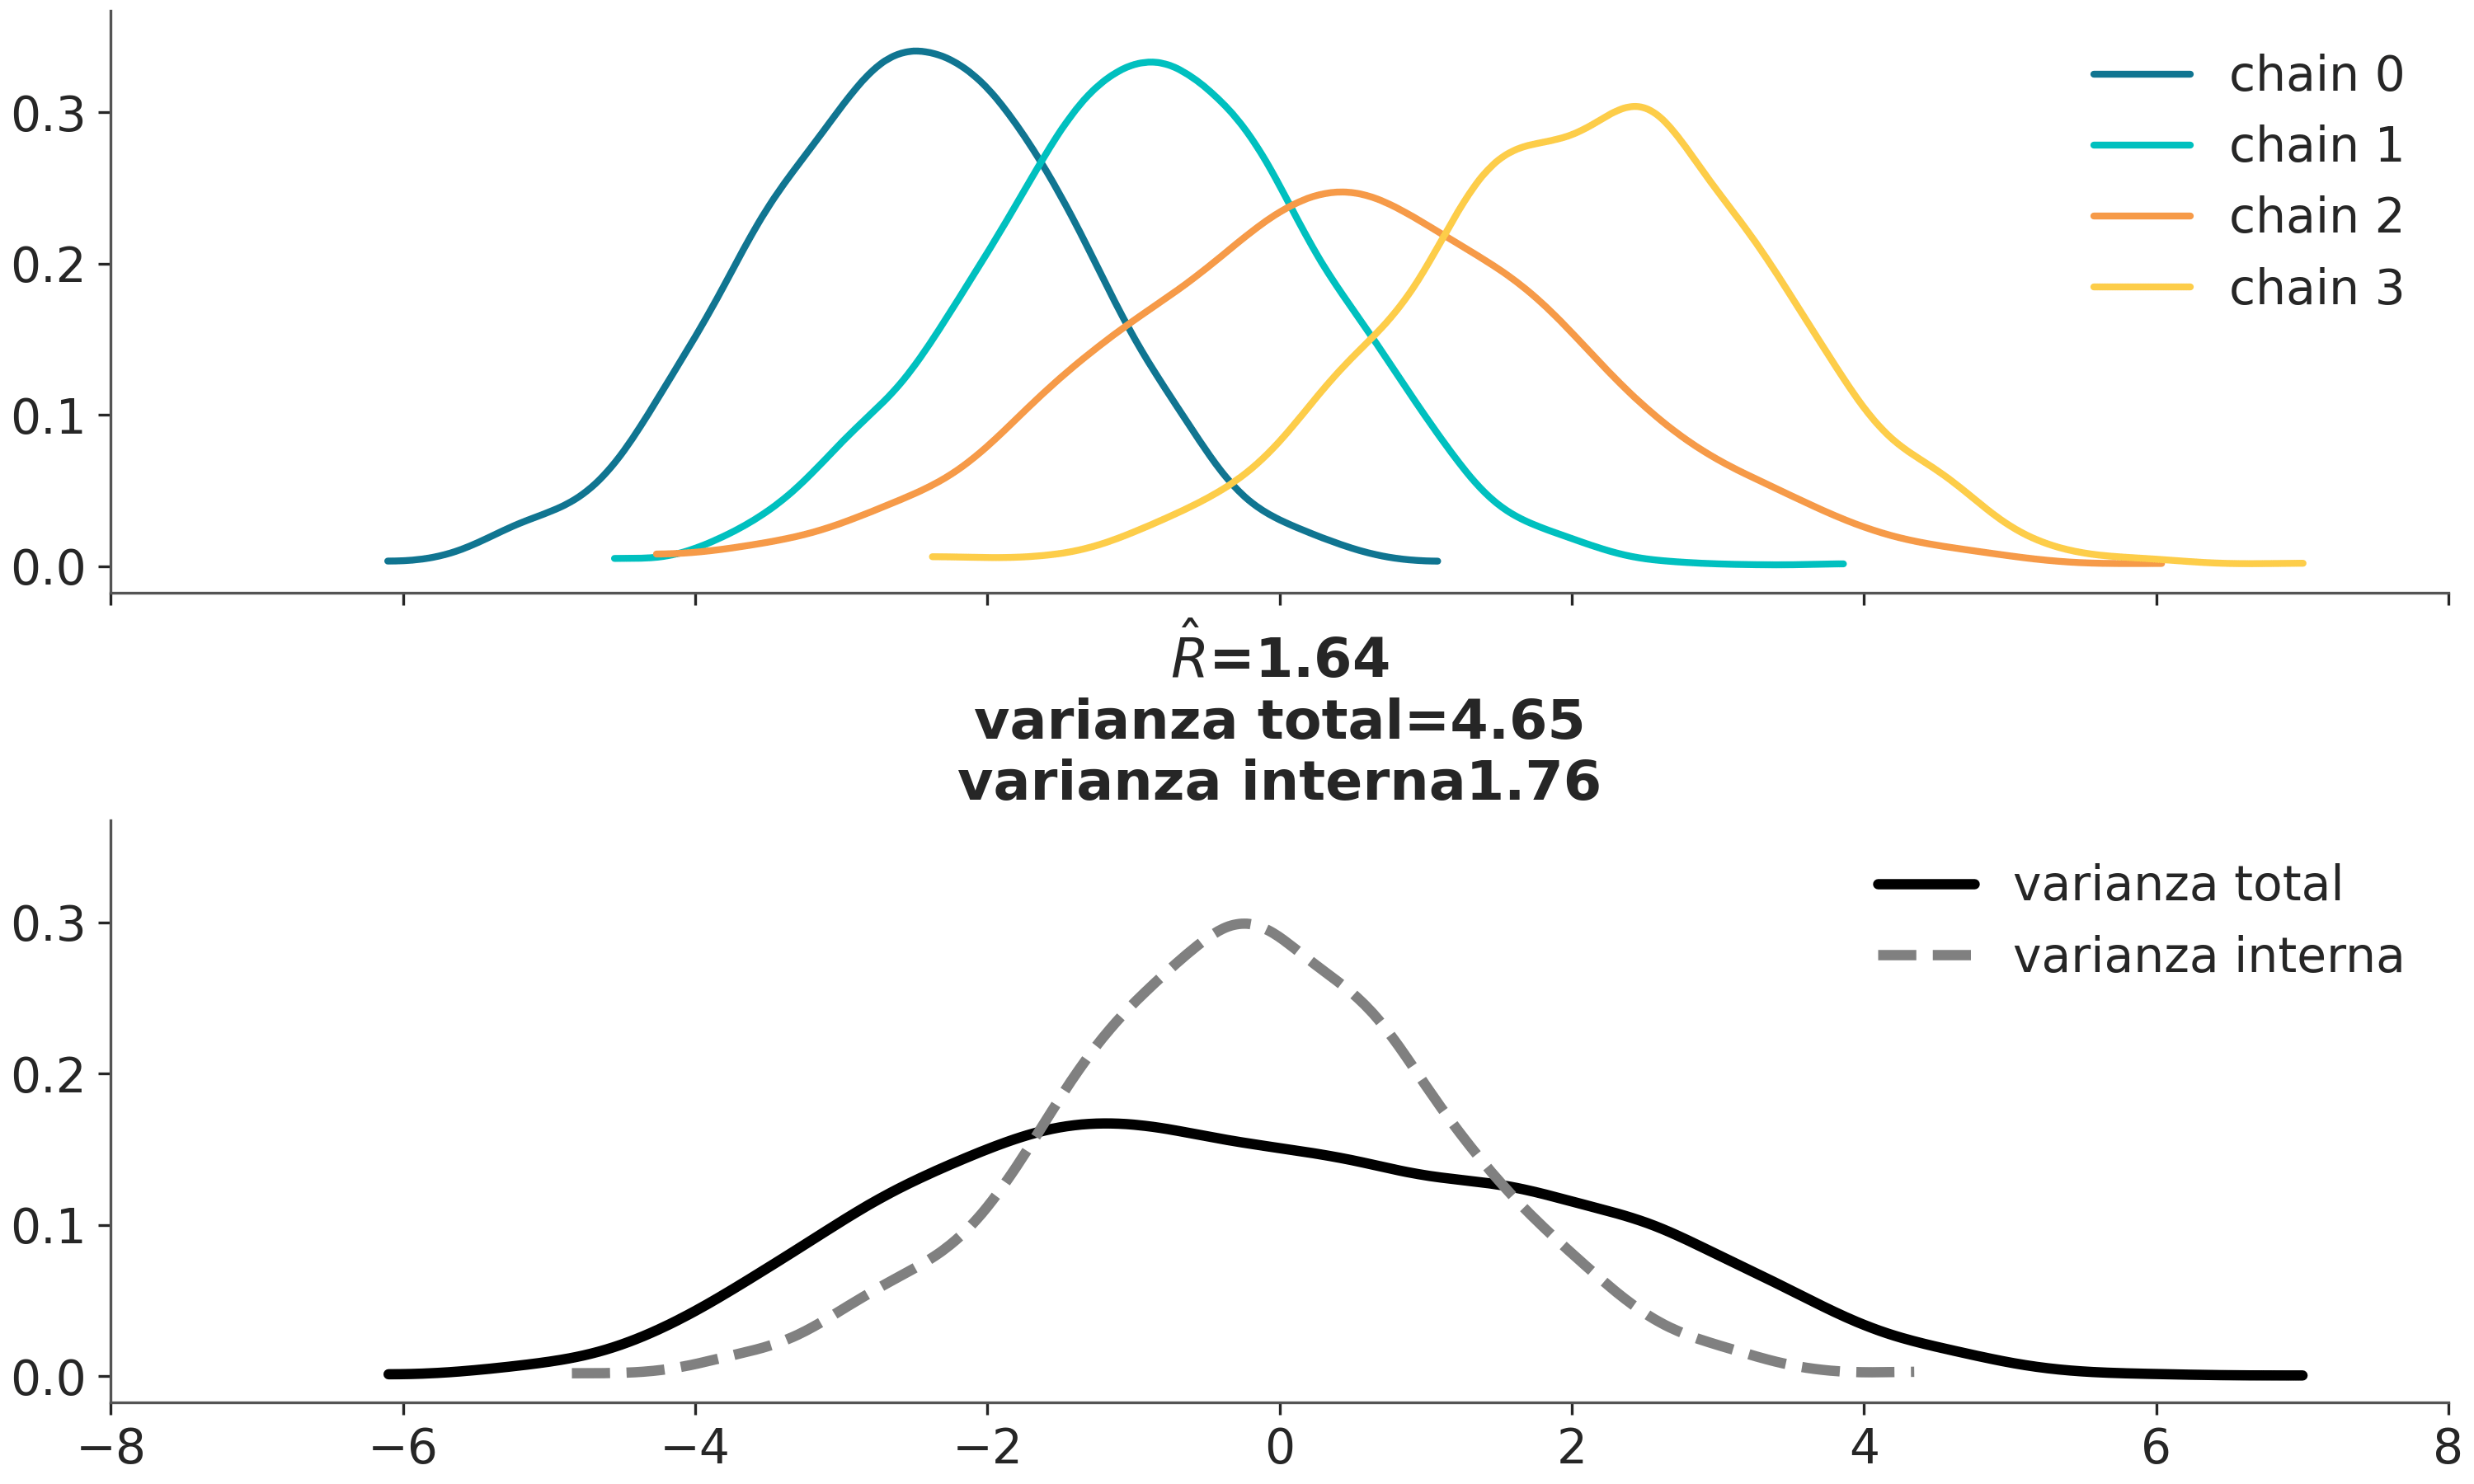 0.3
0.2
0.1
0.0
chain 0
chain 1
chain 2
chain 3
R̂=1.64
varianza total=4.65
varianza interna1.76
0.3
0.2
0.1
0.0
varianza total
varianza interna
−8 −6 −4 −2 0 2 4 6 8